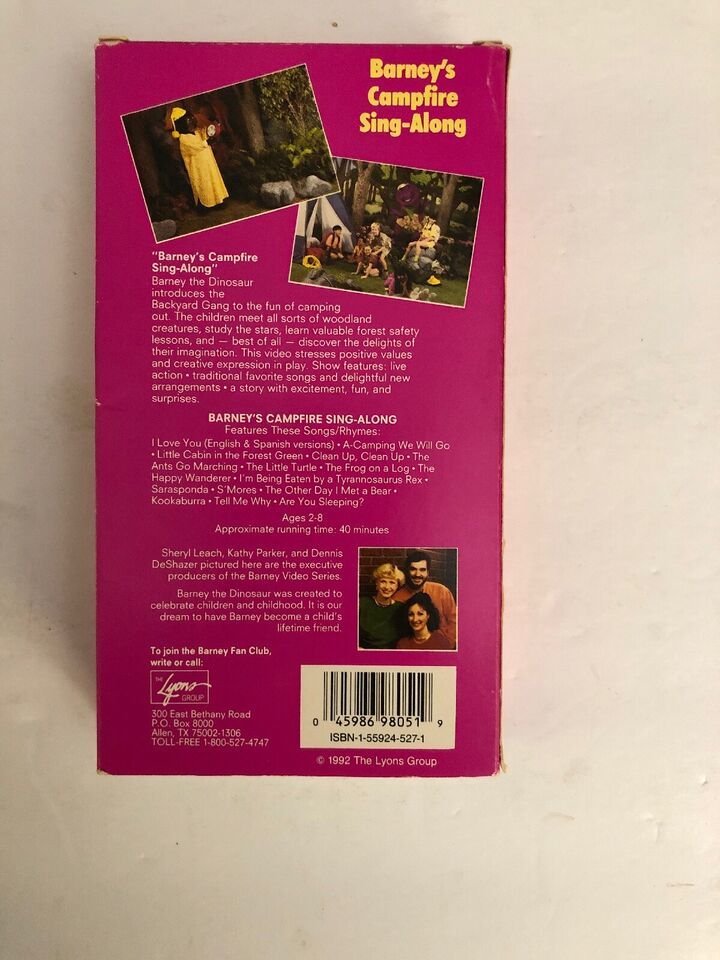 Barney's
Campfire
Sing-Along
"Barney's Campfire
Sing-Along"
Barney the Dinosaur
introduces the
Backyard Gang to the fun of camping
out. The children meet all sorts of woodland
creatures, study the stars, learn valuable forest safety
lessons, and — best of all — discover the delights of
their imagination. This video stresses positive values
and creative expression in play. Show features: live
action • traditional favorite songs and delightful new
arrangements • a story with excitement, fun, and
surprises.
BARNEY'S CAMPFIRE SING-ALONG
Features These Songs/Rhymes:
I Love You (English & Spanish versions) • A-Camping We Will Go
• Little Cabin in the Forest Green • Clean Up, Clean Up • The
Ants Go Marching • The Little Turtle • The Frog on a Log • The
Happy Wanderer • I'm Being Eaten by a Tyrannosaurus Rex •
Sarasponda • S'Mores • The Other Day I Met a Bear •
Kookaburra • Tell Me Why • Are You Sleeping?
Ages 2-8
Approximate running time: 40 minutes
Sheryl Leach, Kathy Parker, and Dennis
DeShazer pictured here are the executive
producers of the Barney Video Series.
Barney the Dinosaur was created to
celebrate children and childhood. It is our
dream to have Barney become a child's
lifetime friend.
To join the Barney Fan Club,
write or call:
THE
Lyons
GROUP
300 East Bethany Road
P.O. Box 8000
Allen, TX 75002-1306
TOLL-FREE 1-800-527-4747
0 45986 98051 9
ISBN-1-55924-527-1
© 1992 The Lyons Group